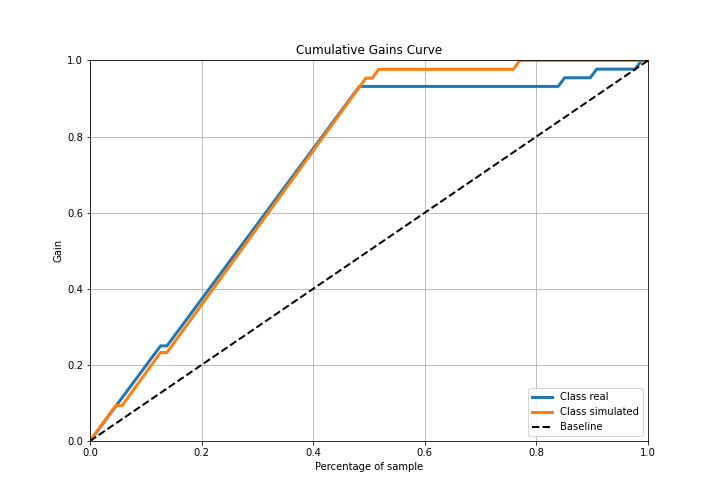 Cumulative Gains Curve
1.0
0.8
0.6
0.4
0.2
0.0
Gain
0.0 0.2 0.4 0.6 0.8 1.0
Percentage of sample
Class real
Class simulated
Baseline